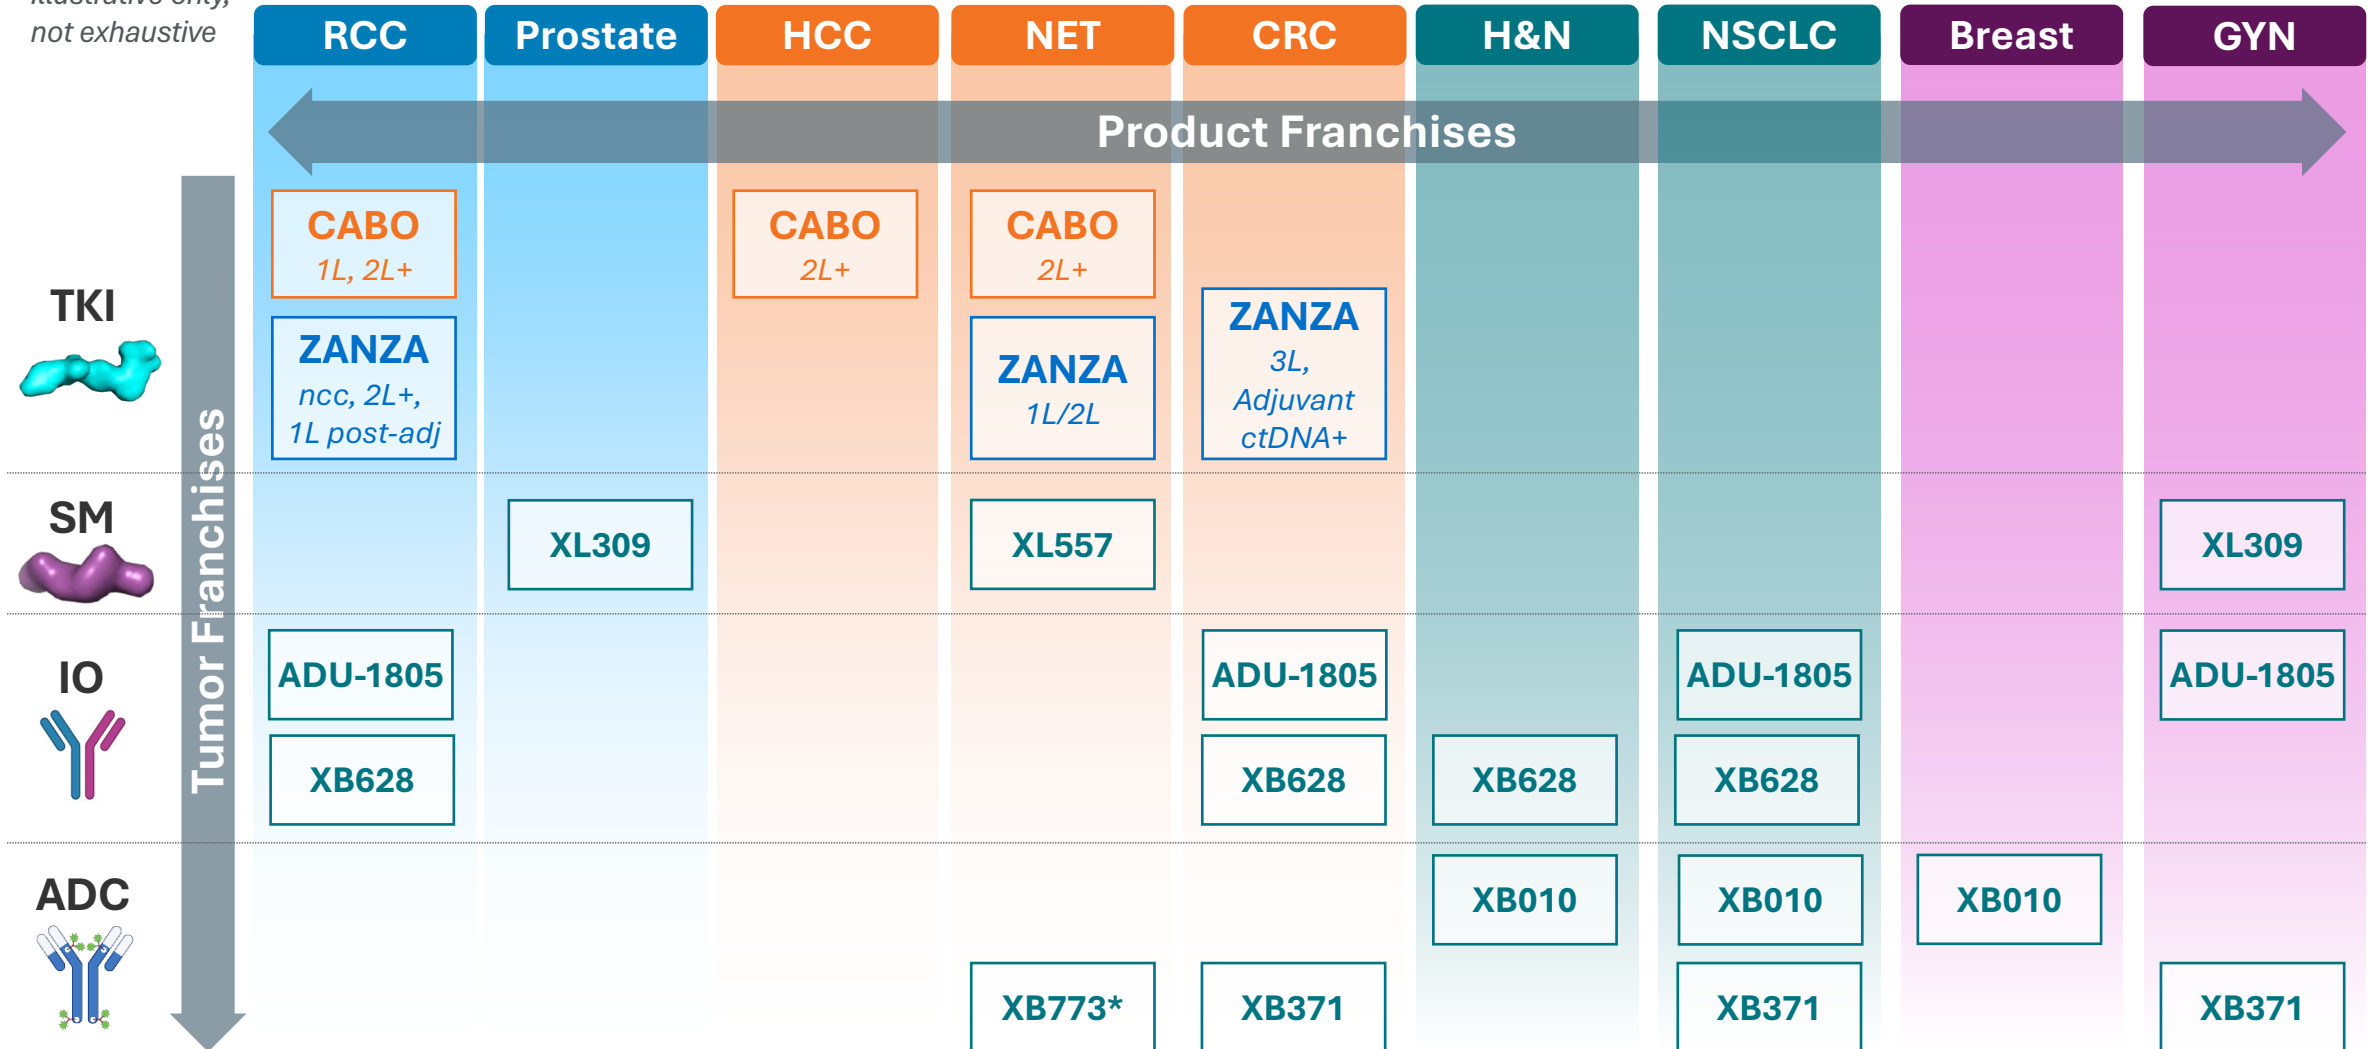 illustrative only,
not exhaustive
RCC
Prostate
HCC
NET
CRC
H&N
NSCLC
Breast
GYN
Product Franchises
Tumor Franchises
TKI
CABO
1L, 2L+
CABO
2L+
CABO
2L+
ZANZA
ncc, 2L+,
1L post-adj
ZANZA
1L/2L
ZANZA
3L,
Adjuvant
ctDNA+
SM
XL309
XL557
XL309
IO
ADU-1805
ADU-1805
ADU-1805
ADU-1805
XB628
XB628
XB628
XB628
ADC
XB010
XB010
XB010
XB773*
XB371
XB371
XB371